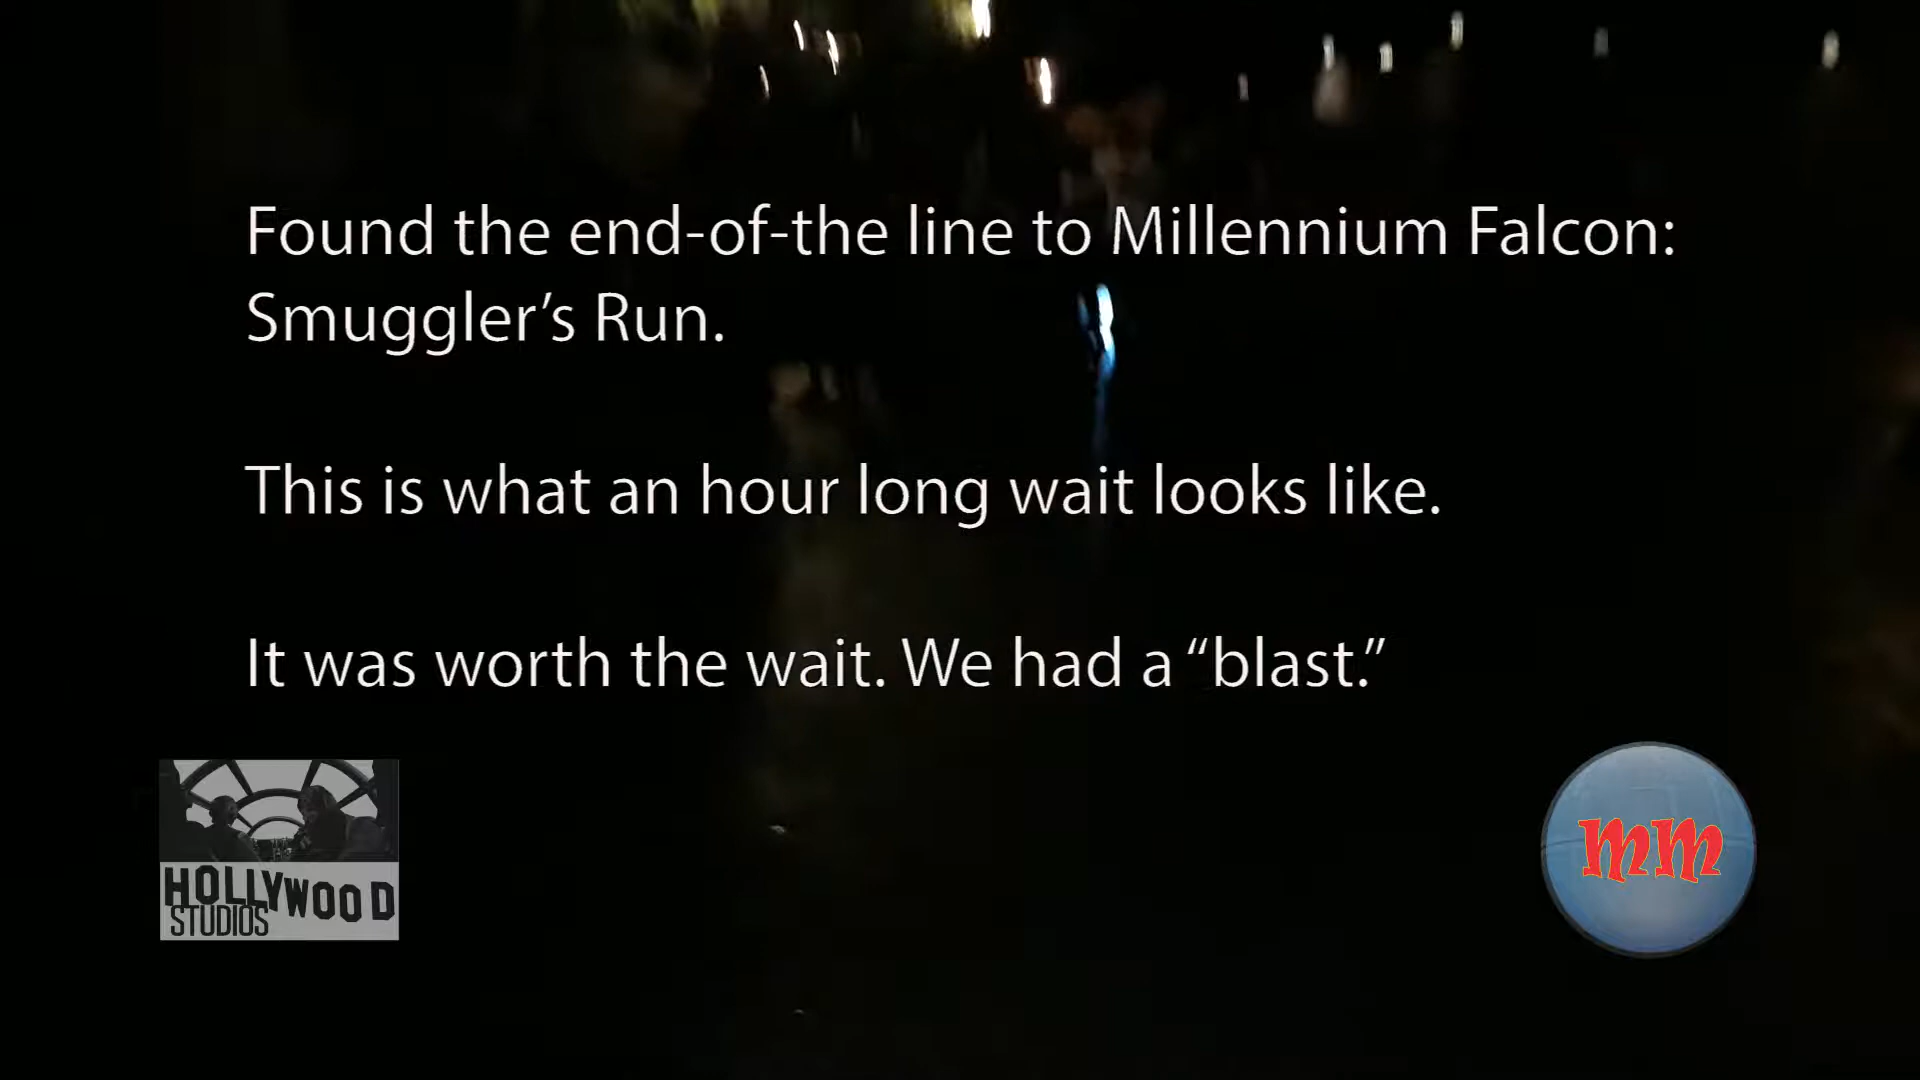 Found the end-of-the line to Millennium Falcon:
Smuggler’s Run.
This is what an hour long wait looks like.
It was worth the wait. We had a “blast.”
HOLLYWOOD
STUDIOS
mm